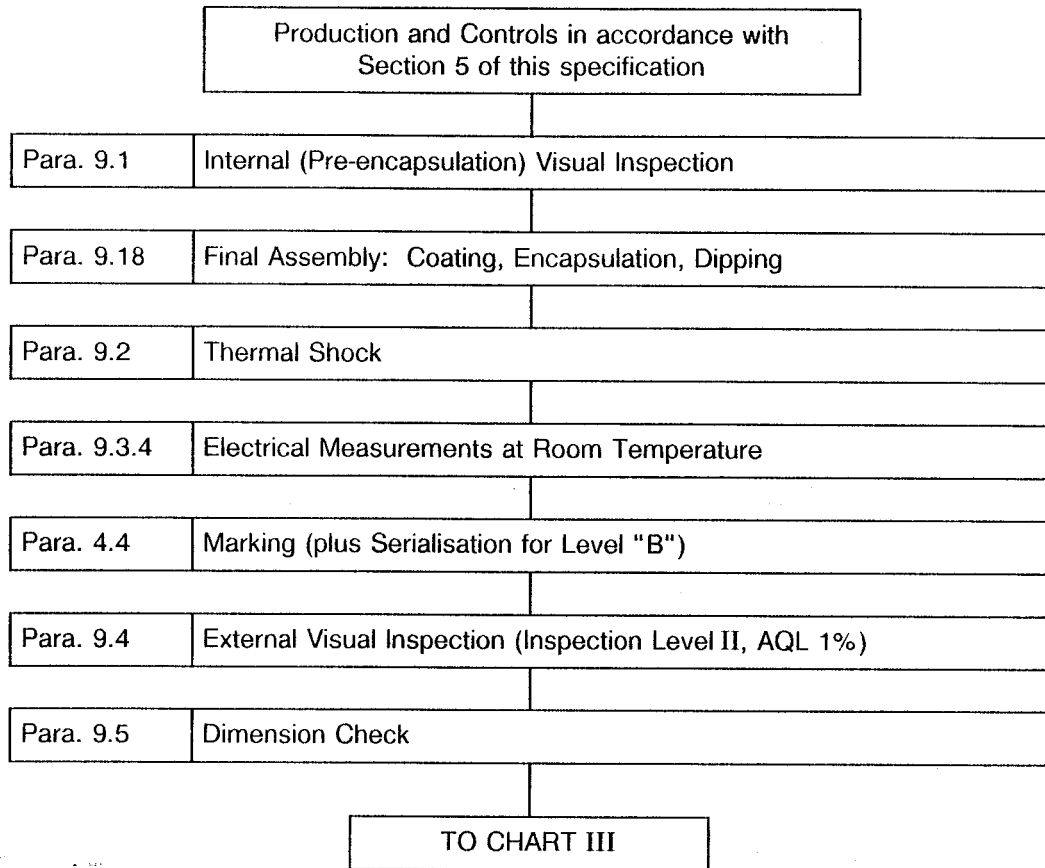 Production and Controls in accordance with
Section 5 of this specification
Para. 9.1 Internal (Pre-encapsulation) Visual Inspection
Para. 9.18 Final Assembly: Coating, Encapsulation, Dipping
Para. 9.2 Thermal Shock
Para. 9.3.4 Electrical Measurements at Room Temperature
Para. 4.4 Marking (plus Serialisation for Level "B")
Para. 9.4 External Visual Inspection (Inspection Level II, AQL 1%)
Para. 9.5 Dimension Check
TO CHART III